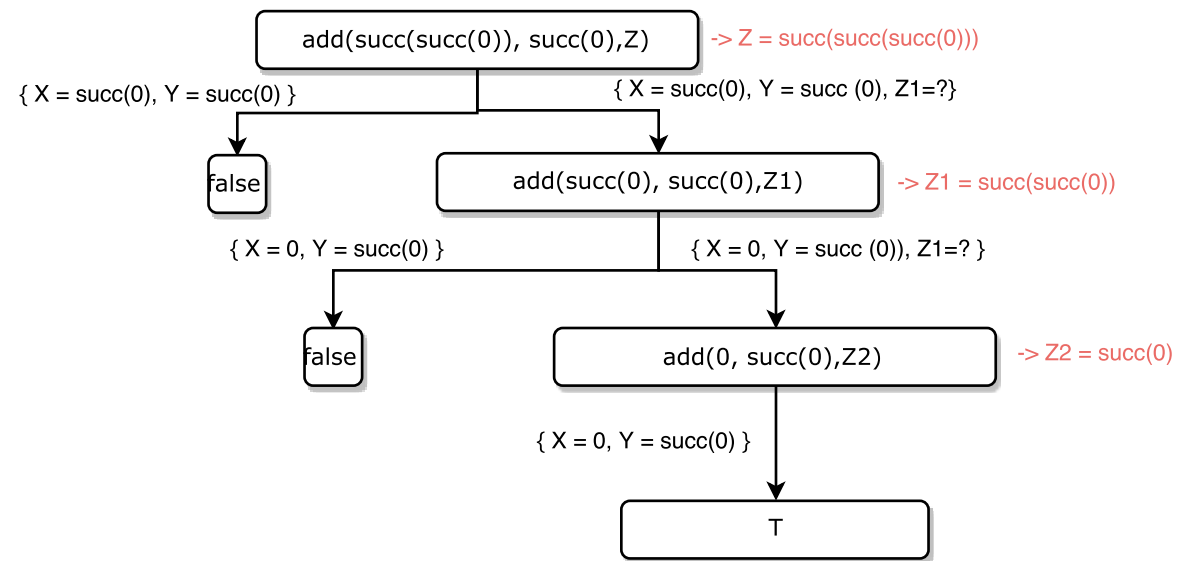 add(succ(succ(0)), succ(0),Z)
-> Z = succ(succ(succ(0)))
{ X = succ(0), Y = succ(0) }
{ X = succ(0), Y = succ (0), Z1=?}
false
add(succ(0), succ(0),Z1)
-> Z1 = succ(succ(0))
{ X = 0, Y = succ(0) }
{ X = 0, Y = succ (0)), Z1=? }
false
add(0, succ(0),Z2)
-> Z2 = succ(0)
{ X = 0, Y = succ(0) }
T